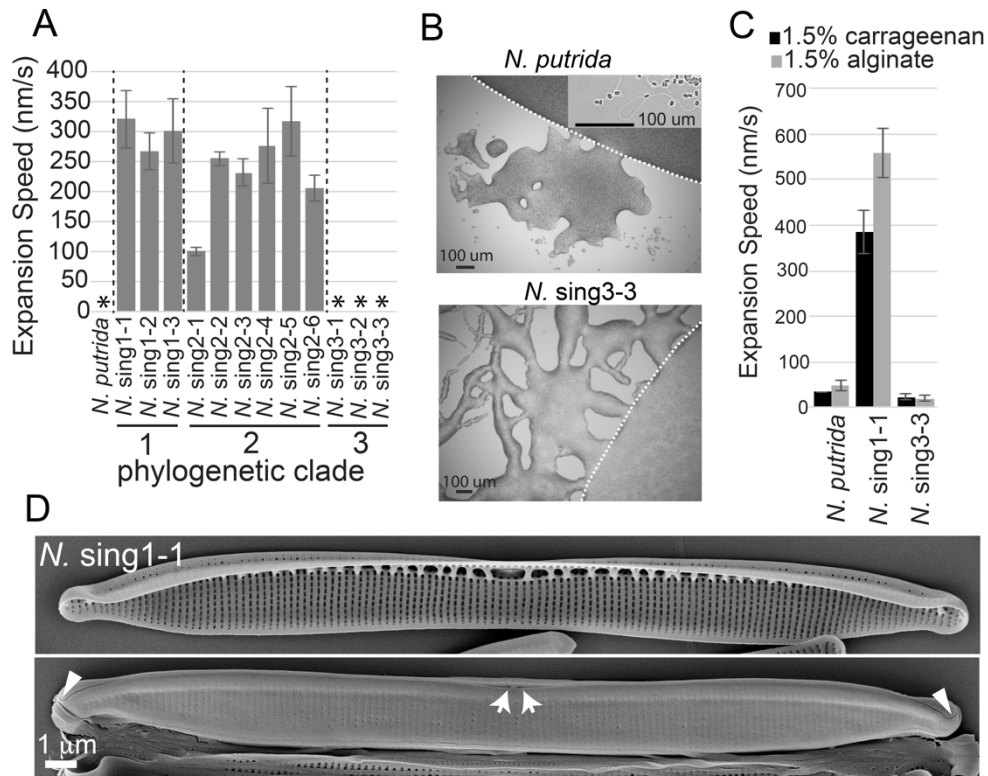 A
Expansion Speed (nm/s)
400
350
300
250
200
150
100
50
0
* * * *
N. putrida
N. sing1-1
N. sing1-2
N. sing1-3
N. sing2-1
N. sing2-2
N. sing2-3
N. sing2-4
N. sing2-5
N. sing2-6
N. sing3-1
N. sing3-2
N. sing3-3
1 2 3
phylogenetic clade
B
N. putrida
100 um
100 um
N. sing3-3
100 um
C
1.5% carrageenan
1.5% alginate
Expansion Speed (nm/s)
700
600
500
400
300
200
100
0
N. putrida
N. sing1-1
N. sing3-3
D
N. sing1-1
1 µm